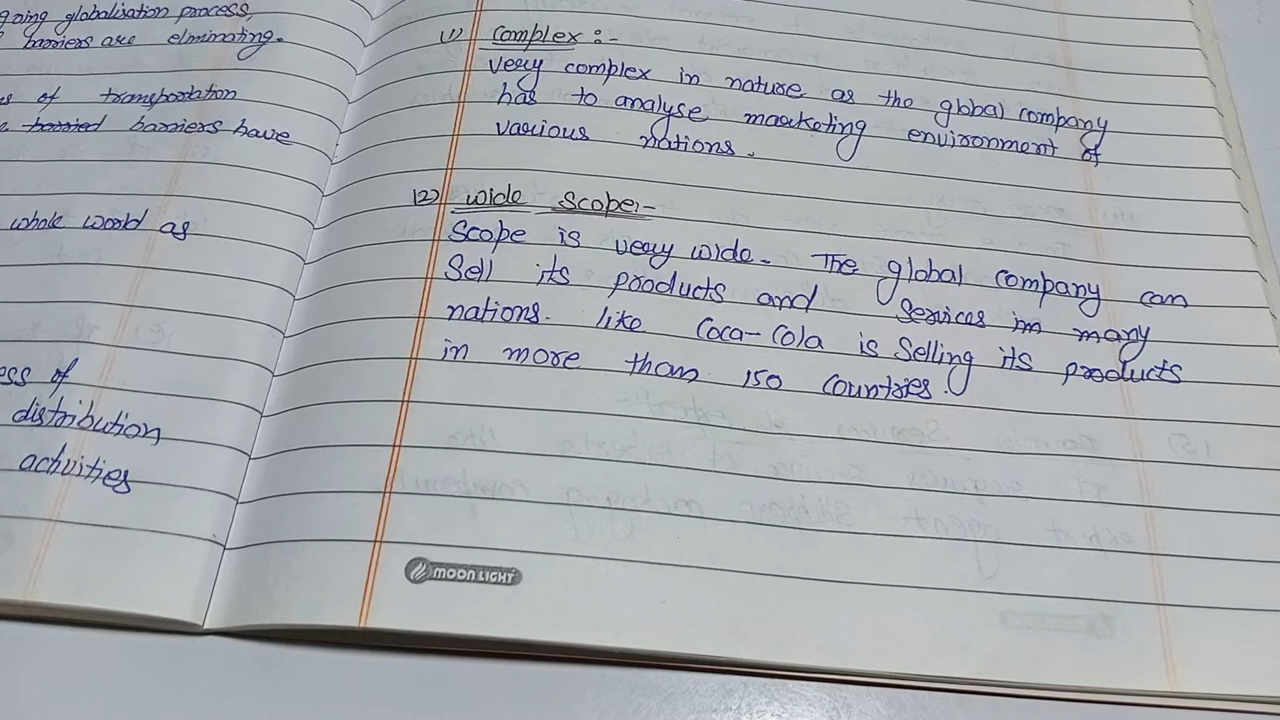 going globalisation process,
barriers are eliminating.
of transportation
barried barriers have
whole world as
of
distribution
activities
11) Complex :-
very complex in nature as the global company
has to analyse marketing environment of
various nations.
12) Wide Scope:-
Scope is very wide. The global company can
Sell its products and Services in many
nations. like Coca-Cola is Selling its products
in more than 150 Countries.
MOONLIGHT